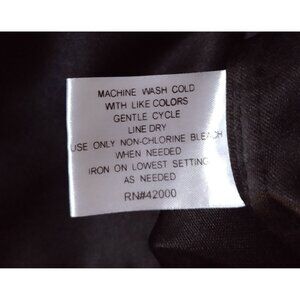 MACHINE WASH COLD
WITH LIKE COLORS
GENTLE CYCLE
LINE DRY
USE ONLY NON-CHLORINE BLEACH
WHEN NEEDED
IRON ON LOWEST SETTING
AS NEEDED
RN#42000